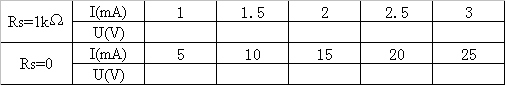 Rs=1kΩ I(mA) 1 1.5 2 2.5 3
U(V)
Rs=0 I(mA) 5 10 15 20 25
U(V)